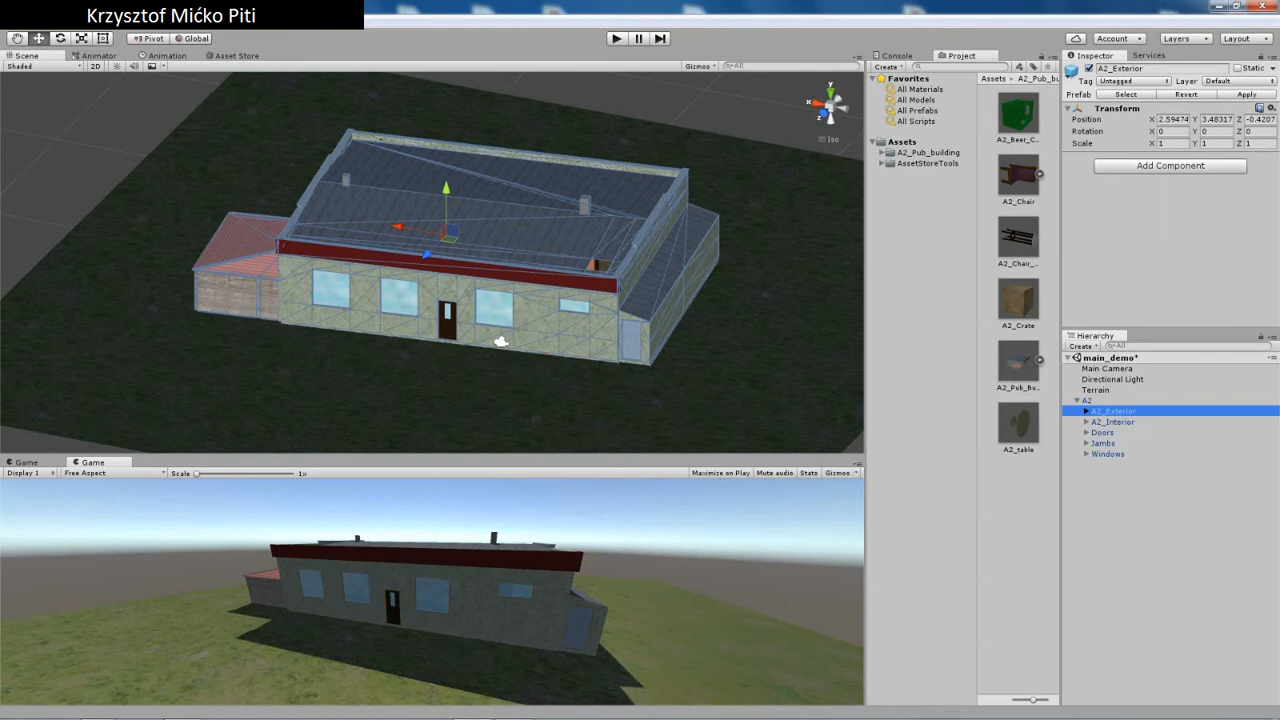 Krzysztof Mićko Piti
Pivot Global Account Layers Layout
Scene Animator Animation Asset Store Console Project Inspector Services
Shaded 2D Gizmos All Create
A2_Exterior Static
Tag Untagged Layer Default
Prefab Select Revert Apply
Transform
Position X 2.59474 Y 3.48317 Z -0.4207
Rotation X 0 Y 0 Z 0
Scale X 1 Y 1 Z 1
Add Component
Favorites
All Materials
All Models
All Prefabs
All Scripts
Assets
A2_Pub_building
AssetStoreTools
Assets A2_Pub_bu
A2_Beer_C...
A2_Chair
A2_Chair_...
A2_Crate
A2_Pub_Bu...
A2_table
x y z
Iso
Hierarchy
Create All
main_demo*
Main Camera
Directional Light
Terrain
A2
A2_Exterior
A2_Interior
Doors
Jambs
Windows
Game Game
Display 1 Free Aspect Scale 1x Maximize on Play Mute audio Stats Gizmos